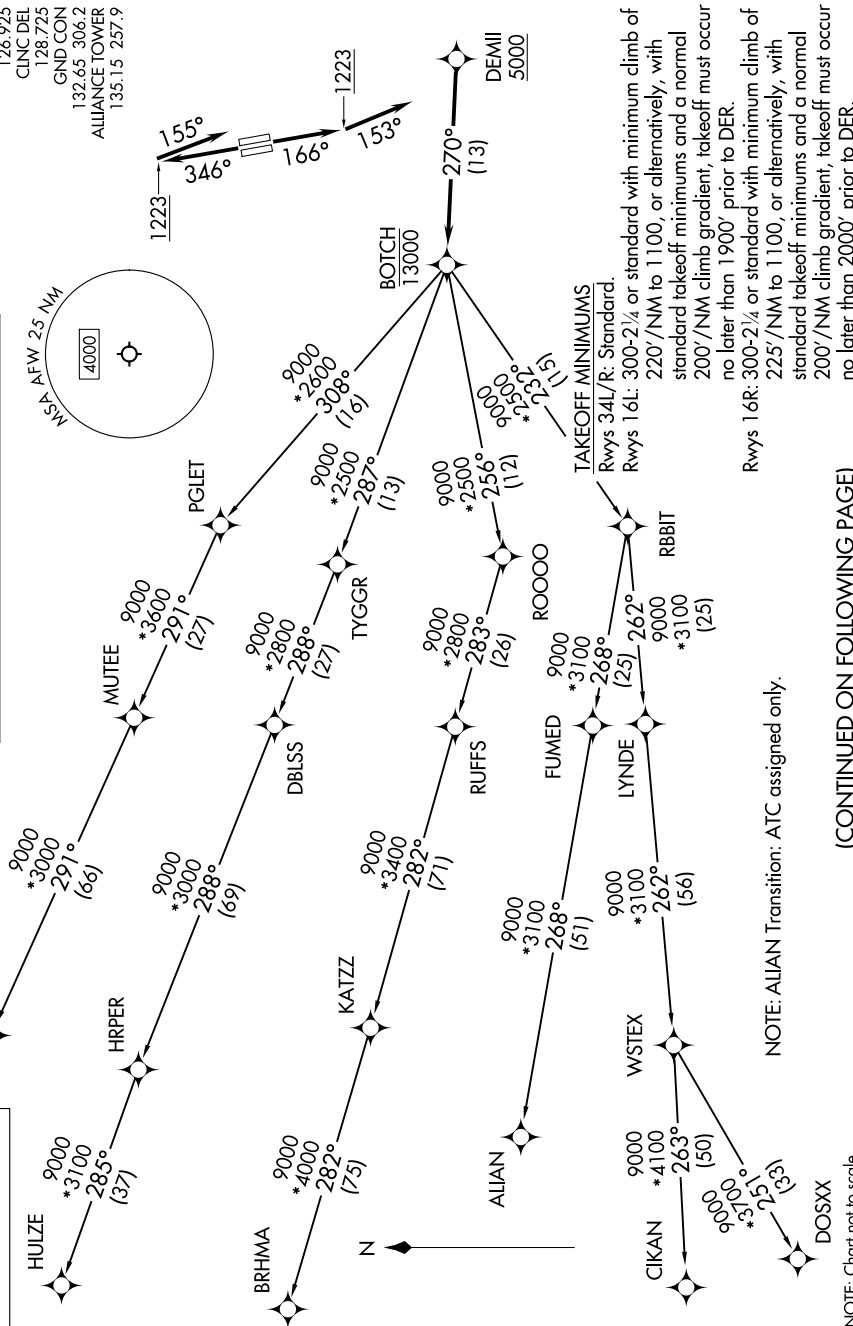 126.925
CLNC DEL
128.725
GND CON
132.65 306.2
ALLIANCE TOWER
135.15 257.9
1223
155°
346°
166°
1223
153°
MSA AFW 25 NM
4000
DEMII
5000
270°
(13)
BOTCH
13000
9000
*2600
308°
(16)
PGLET
9000
*3600
291°
(27)
MUTEE
9000
*3000
291°
(66)
9000
*2500
287°
(13)
TYGGR
9000
*2800
288°
(27)
DBLSS
9000
*3000
288°
(69)
HRPER
9000
*3100
285°
(37)
HULZE
9000
*2500
256°
(12)
ROOOO
9000
*2800
283°
(26)
RUFFS
9000
*3400
282°
(71)
KATZZ
9000
*4000
282°
(75)
BRHMA
9000
*2500
232°
(15)
RBBIT
9000
*3100
268°
(25)
FUMED
9000
*3100
268°
(51)
ALIAN
262°
9000
*3100
(25)
LYNDE
9000
*3100
262°
(56)
WSTEX
9000
*4100
263°
(50)
CIKAN
9000
*3700
251°
(33)
DOSXX
N
TAKEOFF MINIMUMS
Rwys 34L/R: Standard.
Rwys 16L: 300-2¼ or standard with minimum climb of
220'/NM to 1100, or alternatively, with
standard takeoff minimums and a normal
200'/NM climb gradient, takeoff must occur
no later than 1900' prior to DER.
Rwys 16R: 300-2¼ or standard with minimum climb of
225'/NM to 1100, or alternatively, with
standard takeoff minimums and a normal
200'/NM climb gradient, takeoff must occur
no later than 2000' prior to DER.
NOTE: ALIAN Transition: ATC assigned only.
(CONTINUED ON FOLLOWING PAGE)
NOTE: Chart not to scale.